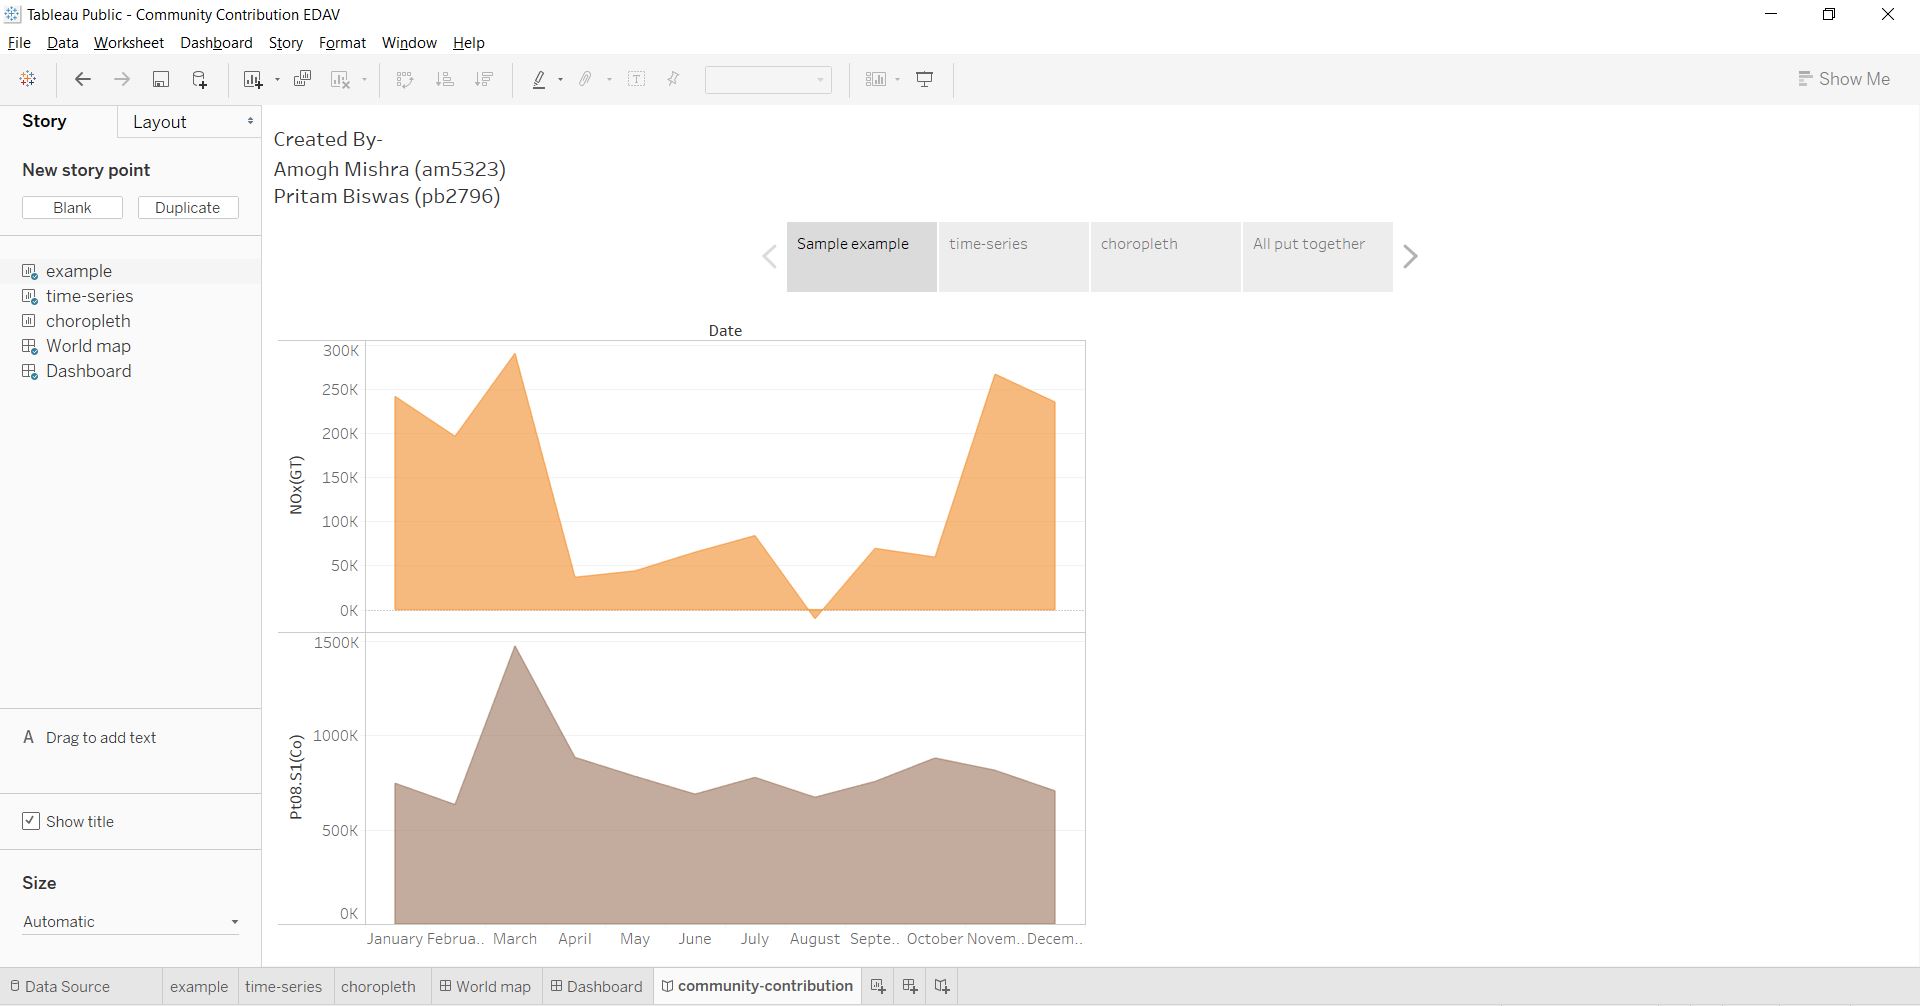 Tableau Public - Community Contribution EDAV
File Data Worksheet Dashboard Story Format Window Help
Show Me
Story Layout
New story point
Blank Duplicate
example
time-series
choropleth
World map
Dashboard
A Drag to add text
Show title
Size
Automatic
Created By-
Amogh Mishra (am5323)
Pritam Biswas (pb2796)
Sample example time-series choropleth All put together
Date
300K
250K
200K
150K
100K
50K
0K
NOx(GT)
1500K
1000K
500K
0K
Pt08.S1(Co)
January Februa.. March April May June July August Septe.. October Novem.. Decem..
Data Source example time-series choropleth World map Dashboard community-contribution